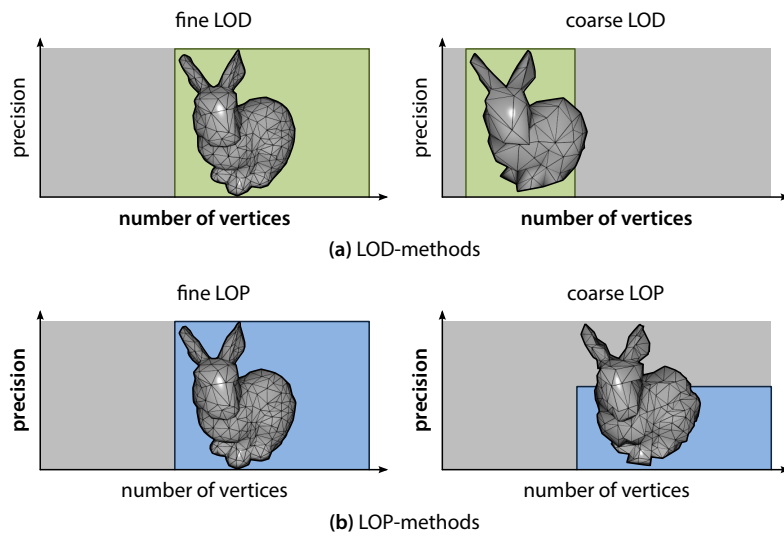 fine LOD
coarse LOD
precision
number of vertices
precision
number of vertices
(a) LOD-methods
fine LOP
coarse LOP
precision
number of vertices
precision
number of vertices
(b) LOP-methods